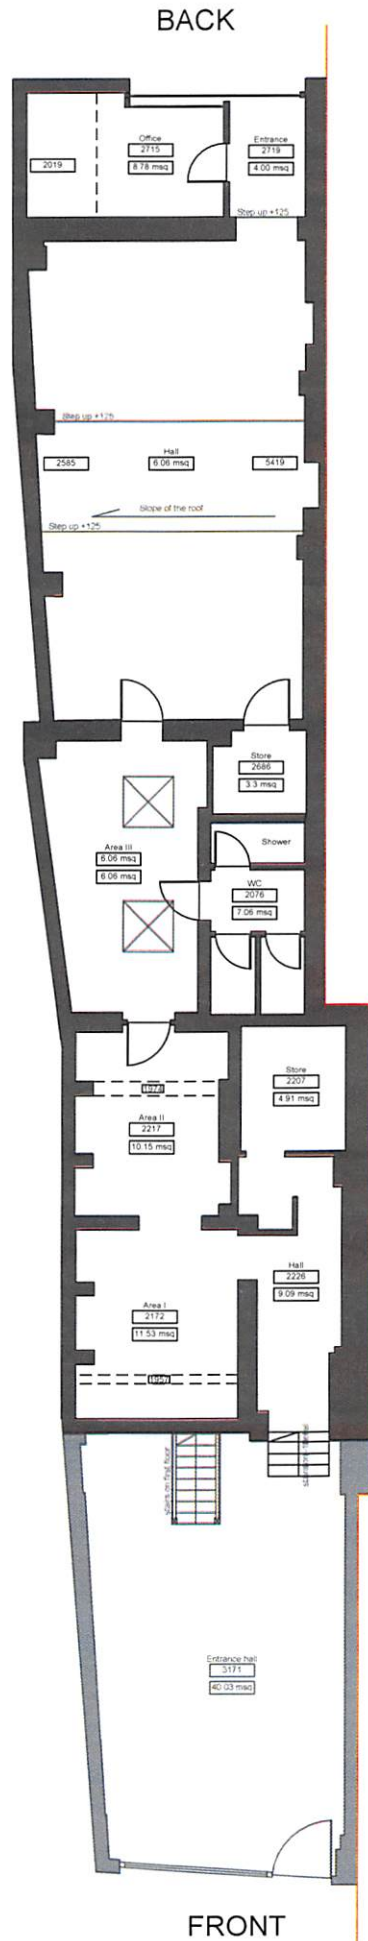 BACK
Office
2715
8.78 msq
2019
Entrance
2719
4.00 msq
Step up +125
Step up +125
Hall
6.06 msq
2585
5419
Slope of the roof
Step up +125
Store
2686
3.3 msq
Shower
Area III
6.06 msq
6.06 msq
WC
2076
7.06 msq
Store
2207
4.91 msq
Area II
2217
10.15 msq
Hall
2226
9.09 msq
Area I
2172
11.53 msq
stairs on first floor
Entrance hall
3171
40.03 msq
FRONT